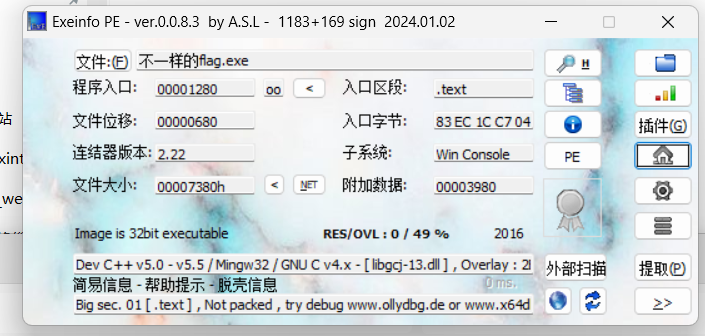 Exeinfo PE - ver.0.0.8.3 by A.S.L - 1183+169 sign 2024.01.02
文件:(F) 不一样的flag.exe H
程序入口: 00001280 oo < 入口区段: .text
站
文件位移: 00000680 入口字节: 83 EC 1C C7 04 插件(G)
xint
连结器版本: 2.22 子系统: Win Console PE
_we
文件大小: 00007380h < NET 附加数据: 00003980
Image is 32bit executable RES/OVL : 0 / 49 % 2016
Dev C++ v5.0 - v5.5 / Mingw32 / GNU C v4.x - [ libgcj-13.dll ] , Overlay : 外部扫描 提取(P)
简易信息 - 帮助提示 - 脱壳信息 0 ms.
Big sec. 01 [ .text ] , Not packed , try debug www.ollydbg.de or www.x64d >>